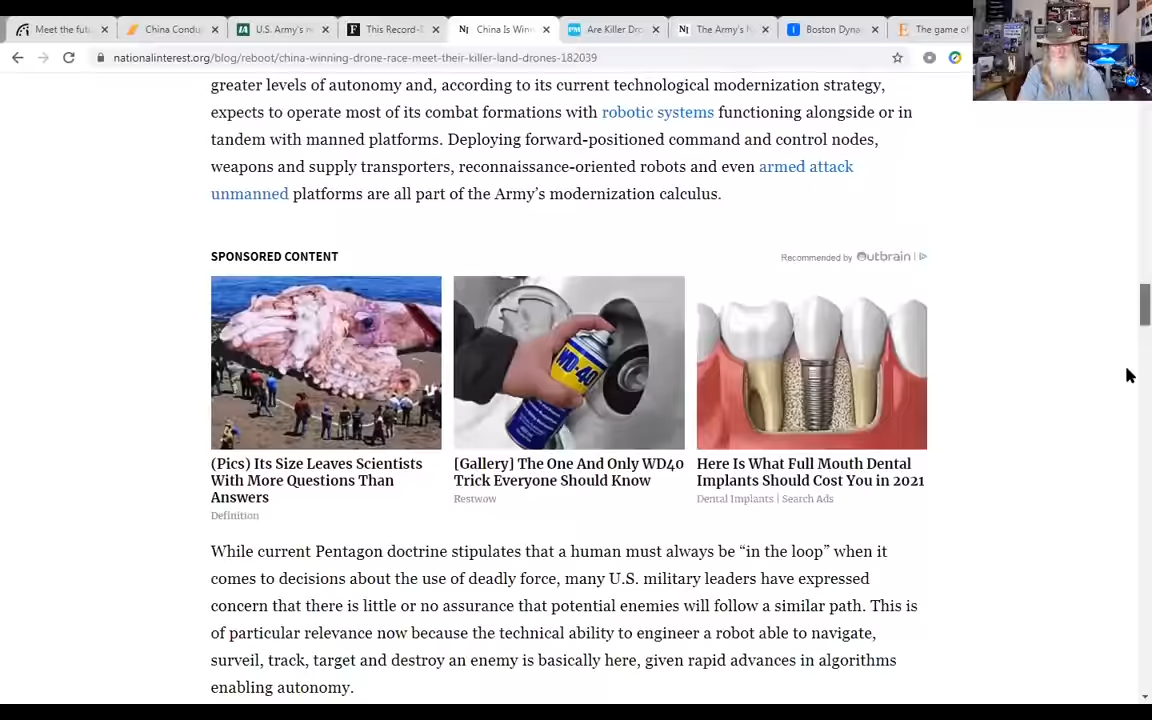 Meet the futu
China Condu
U.S. Army's n
This Record-
China Is Winn
Are Killer Dro
The Army's
Boston Dyna
The game of
nationalinterest.org/blog/reboot/china-winning-drone-race-meet-their-killer-land-drones-182039
greater levels of autonomy and, according to its current technological modernization strategy,
expects to operate most of its combat formations with robotic systems functioning alongside or in
tandem with manned platforms. Deploying forward-positioned command and control nodes,
weapons and supply transporters, reconnaissance-oriented robots and even armed attack
unmanned platforms are all part of the Army's modernization calculus.
SPONSORED CONTENT
Recommended by Outbrain
WD-40
(Pics) Its Size Leaves Scientists
With More Questions Than
Answers
Definition
[Gallery] The One And Only WD40
Trick Everyone Should Know
Restwow
Here Is What Full Mouth Dental
Implants Should Cost You in 2021
Dental Implants | Search Ads
While current Pentagon doctrine stipulates that a human must always be “in the loop” when it
comes to decisions about the use of deadly force, many U.S. military leaders have expressed
concern that there is little or no assurance that potential enemies will follow a similar path. This is
of particular relevance now because the technical ability to engineer a robot able to navigate,
surveil, track, target and destroy an enemy is basically here, given rapid advances in algorithms
enabling autonomy.